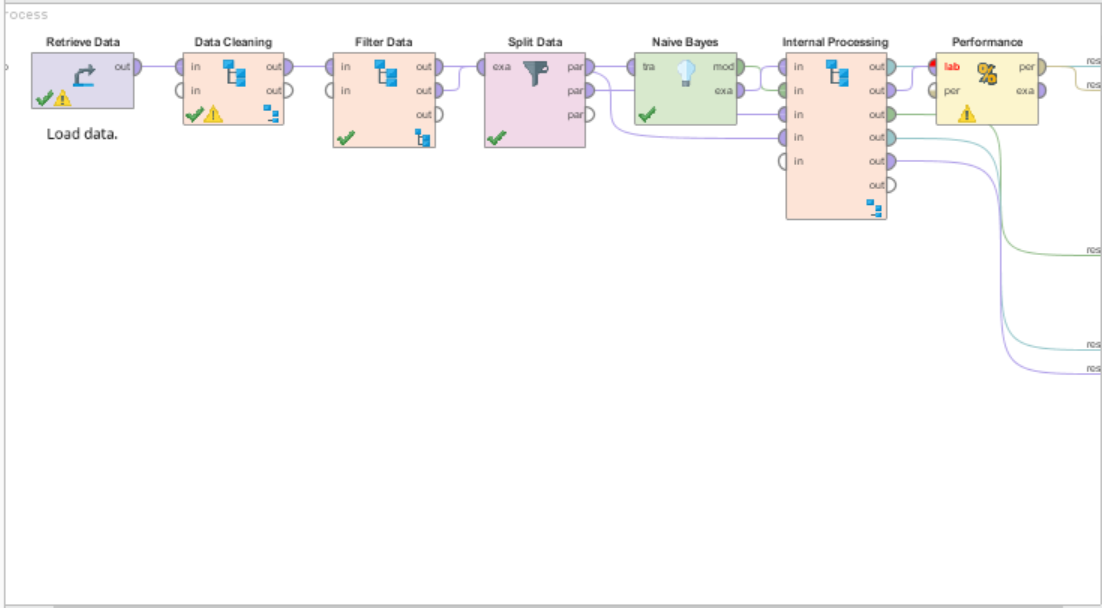 rocess
Retrieve Data
out
Load data.
Data Cleaning
in out
in out
Filter Data
in out
in out
out
Split Data
exa par
par
par
Naive Bayes
tra mod
exa
Internal Processing
in out
in out
in out
in out
in out
out
Performance
lab per
per exa
res
res
res
res
res